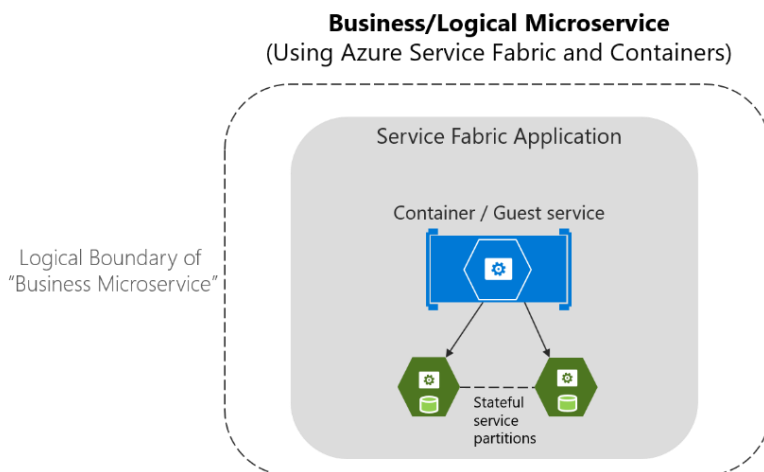 Business/Logical Microservice
(Using Azure Service Fabric and Containers)
Service Fabric Application
Container / Guest service
Logical Boundary of
“Business Microservice”
Stateful
service
partitions